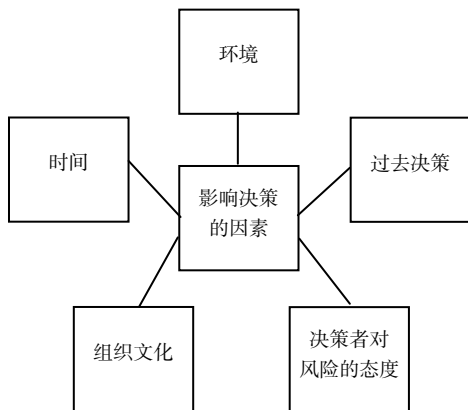 环境
时间
过去决策
影响决策
的因素
组织文化
决策者对
风险的态度